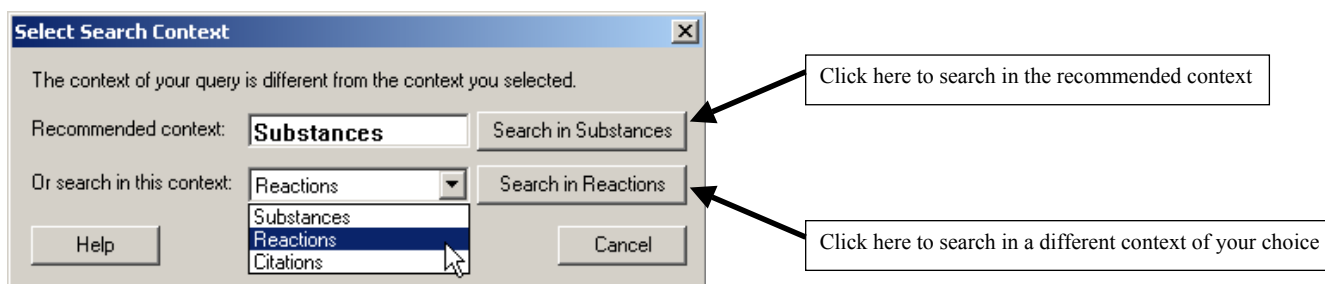 Select Search Context
The context of your query is different from the context you selected.
Recommended context: Substances Search in Substances
Or search in this context: Reactions Search in Reactions
Substances
Reactions
Citations
Help Cancel
Click here to search in the recommended context
Click here to search in a different context of your choice